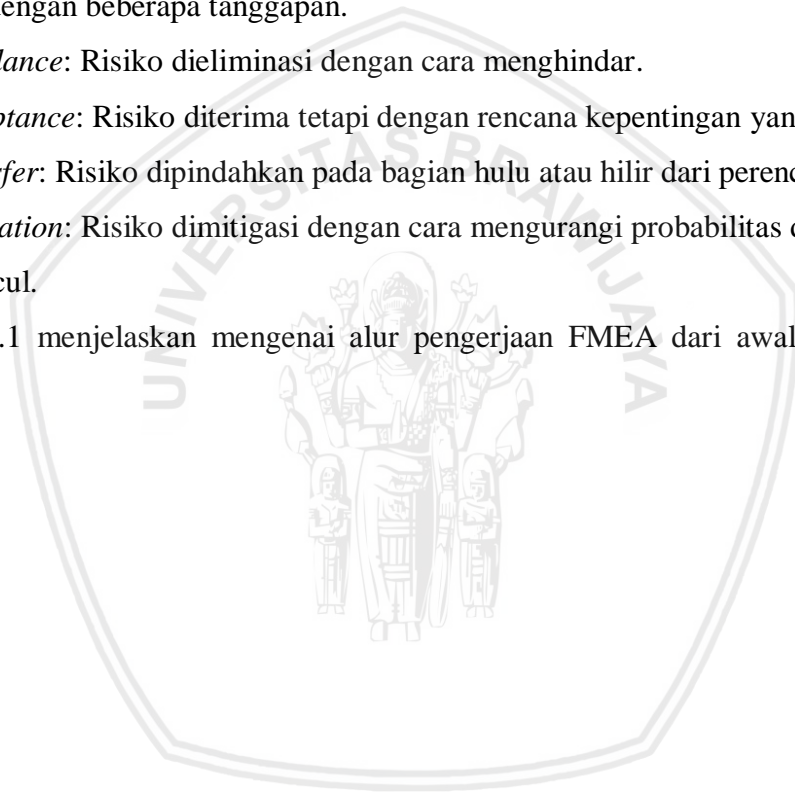 dengan beberapa tanggapan.
dance: Risiko dieliminasi dengan cara menghindar.
ptance: Risiko diterima tetapi dengan rencana kepentingan yan
fer: Risiko dipindahkan pada bagian hulu atau hilir dari perenc
ation: Risiko dimitigasi dengan cara mengurangi probabilitas
cul.
.1 menjelaskan mengenai alur pengerjaan FMEA dari awal
UNIVERSITAS BRAWIJAYA